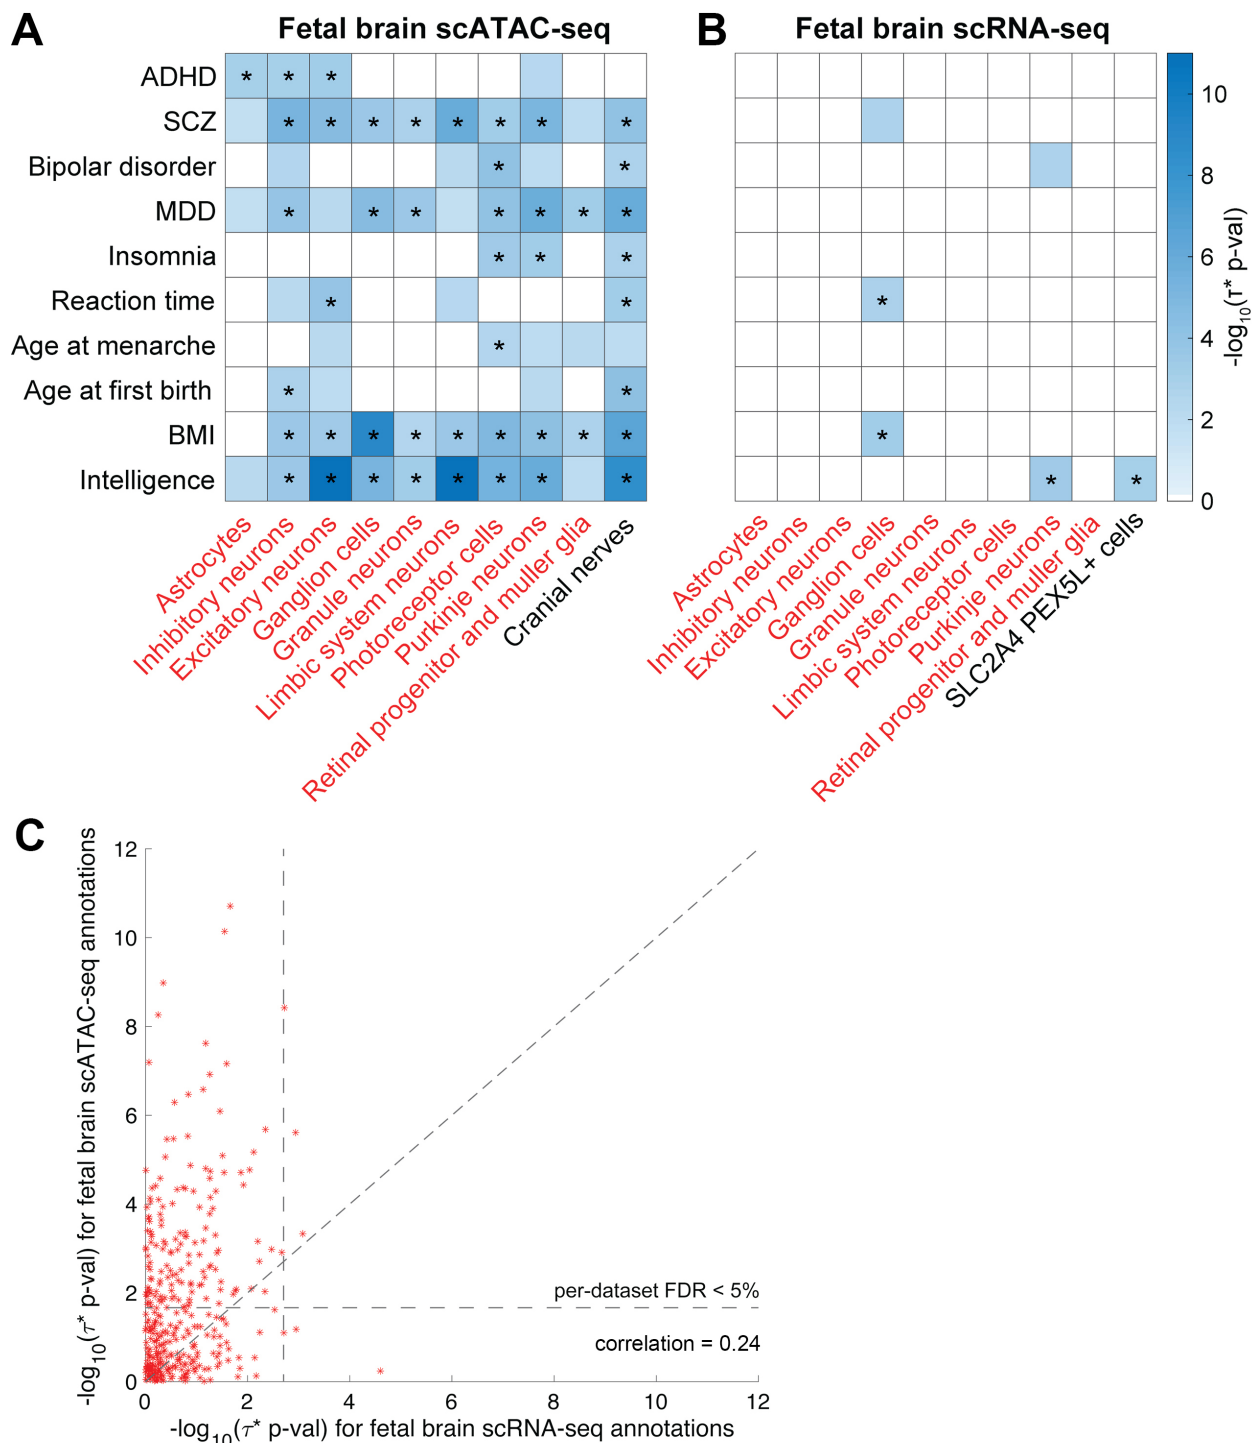 A
Fetal brain scATAC-seq
B
Fetal brain scRNA-seq
ADHD
* * *
SCZ
* * * * * * * *
Bipolar disorder
* *
MDD
* * * * * * *
Insomnia
* * *
Reaction time
* *
*
Age at menarche
*
Age at first birth
* *
BMI
* * * * * * * * *
*
Intelligence
* * * * * * * *
* *
10
8
6
4
2
0
-log10(τ* p-val)
Astrocytes
Inhibitory neurons
Excitatory neurons
Ganglion cells
Granule neurons
Limbic system neurons
Photoreceptor cells
Purkinje neurons
Retinal progenitor and muller glia
Cranial nerves
Astrocytes
Inhibitory neurons
Excitatory neurons
Ganglion cells
Granule neurons
Limbic system neurons
Photoreceptor cells
Purkinje neurons
Retinal progenitor and muller glia
SLC2A4 PEX5L+ cells
C
-log10(τ* p-val) for fetal brain scATAC-seq annotations
12
10
8
6
4
2
0
per-dataset FDR < 5%
correlation = 0.24
0 2 4 6 8 10 12
-log10(τ* p-val) for fetal brain scRNA-seq annotations